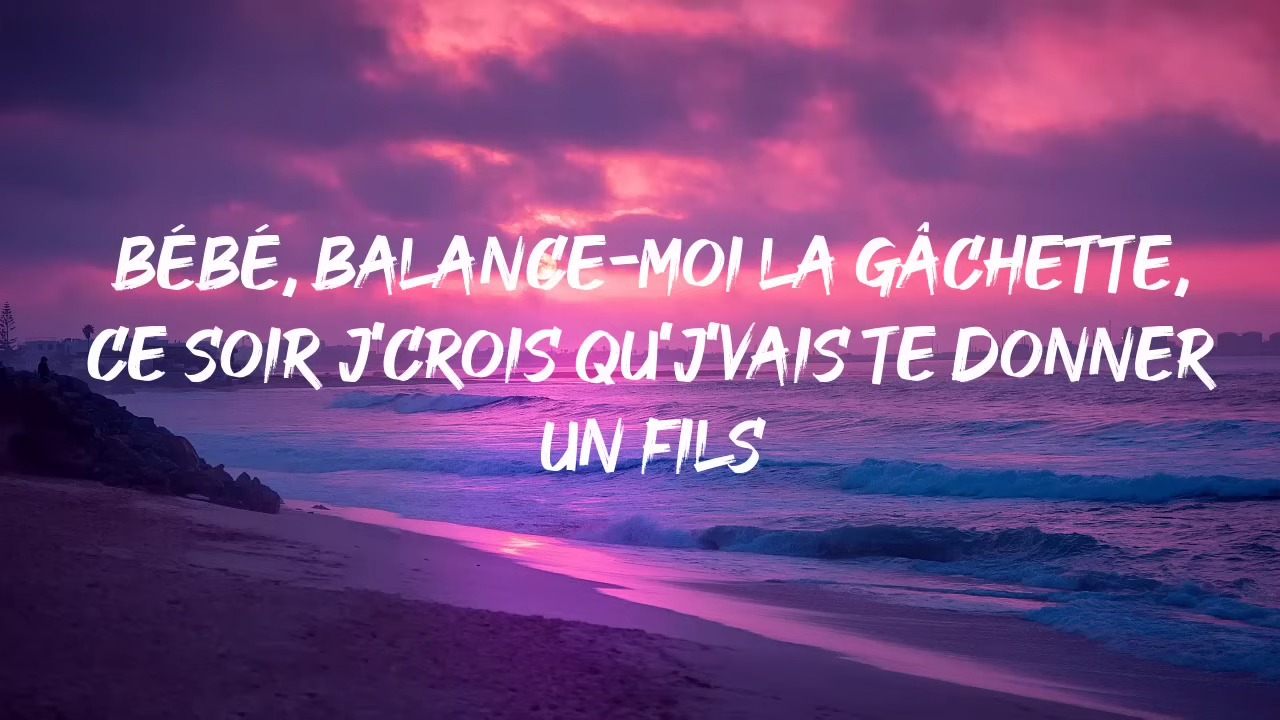 BÉBÉ, BALANCE-MOI LA GÂCHETTE,
CE SOIR J'CROIS QU'J'VAIS TE DONNER
UN FILS